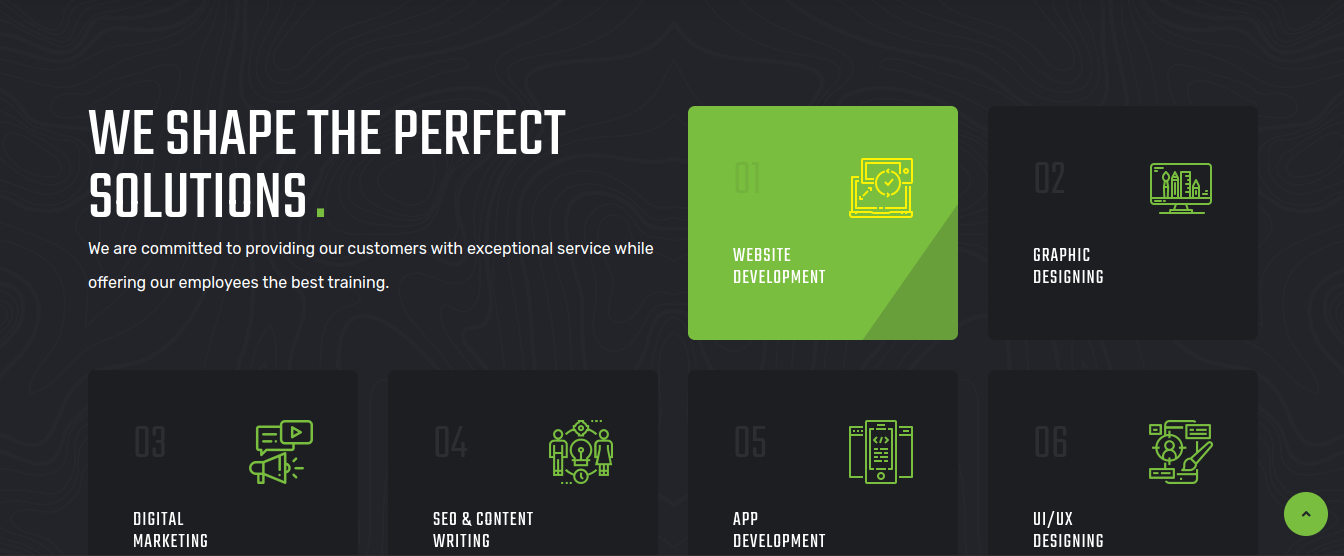 WE SHAPE THE PERFECT
SOLUTIONS.
We are committed to providing our customers with exceptional service while
offering our employees the best training.
01
WEBSITE
DEVELOPMENT
02
GRAPHIC
DESIGNING
03
DIGITAL
MARKETING
04
SEO & CONTENT
WRITING
05
APP
DEVELOPMENT
06
UI/UX
DESIGNING